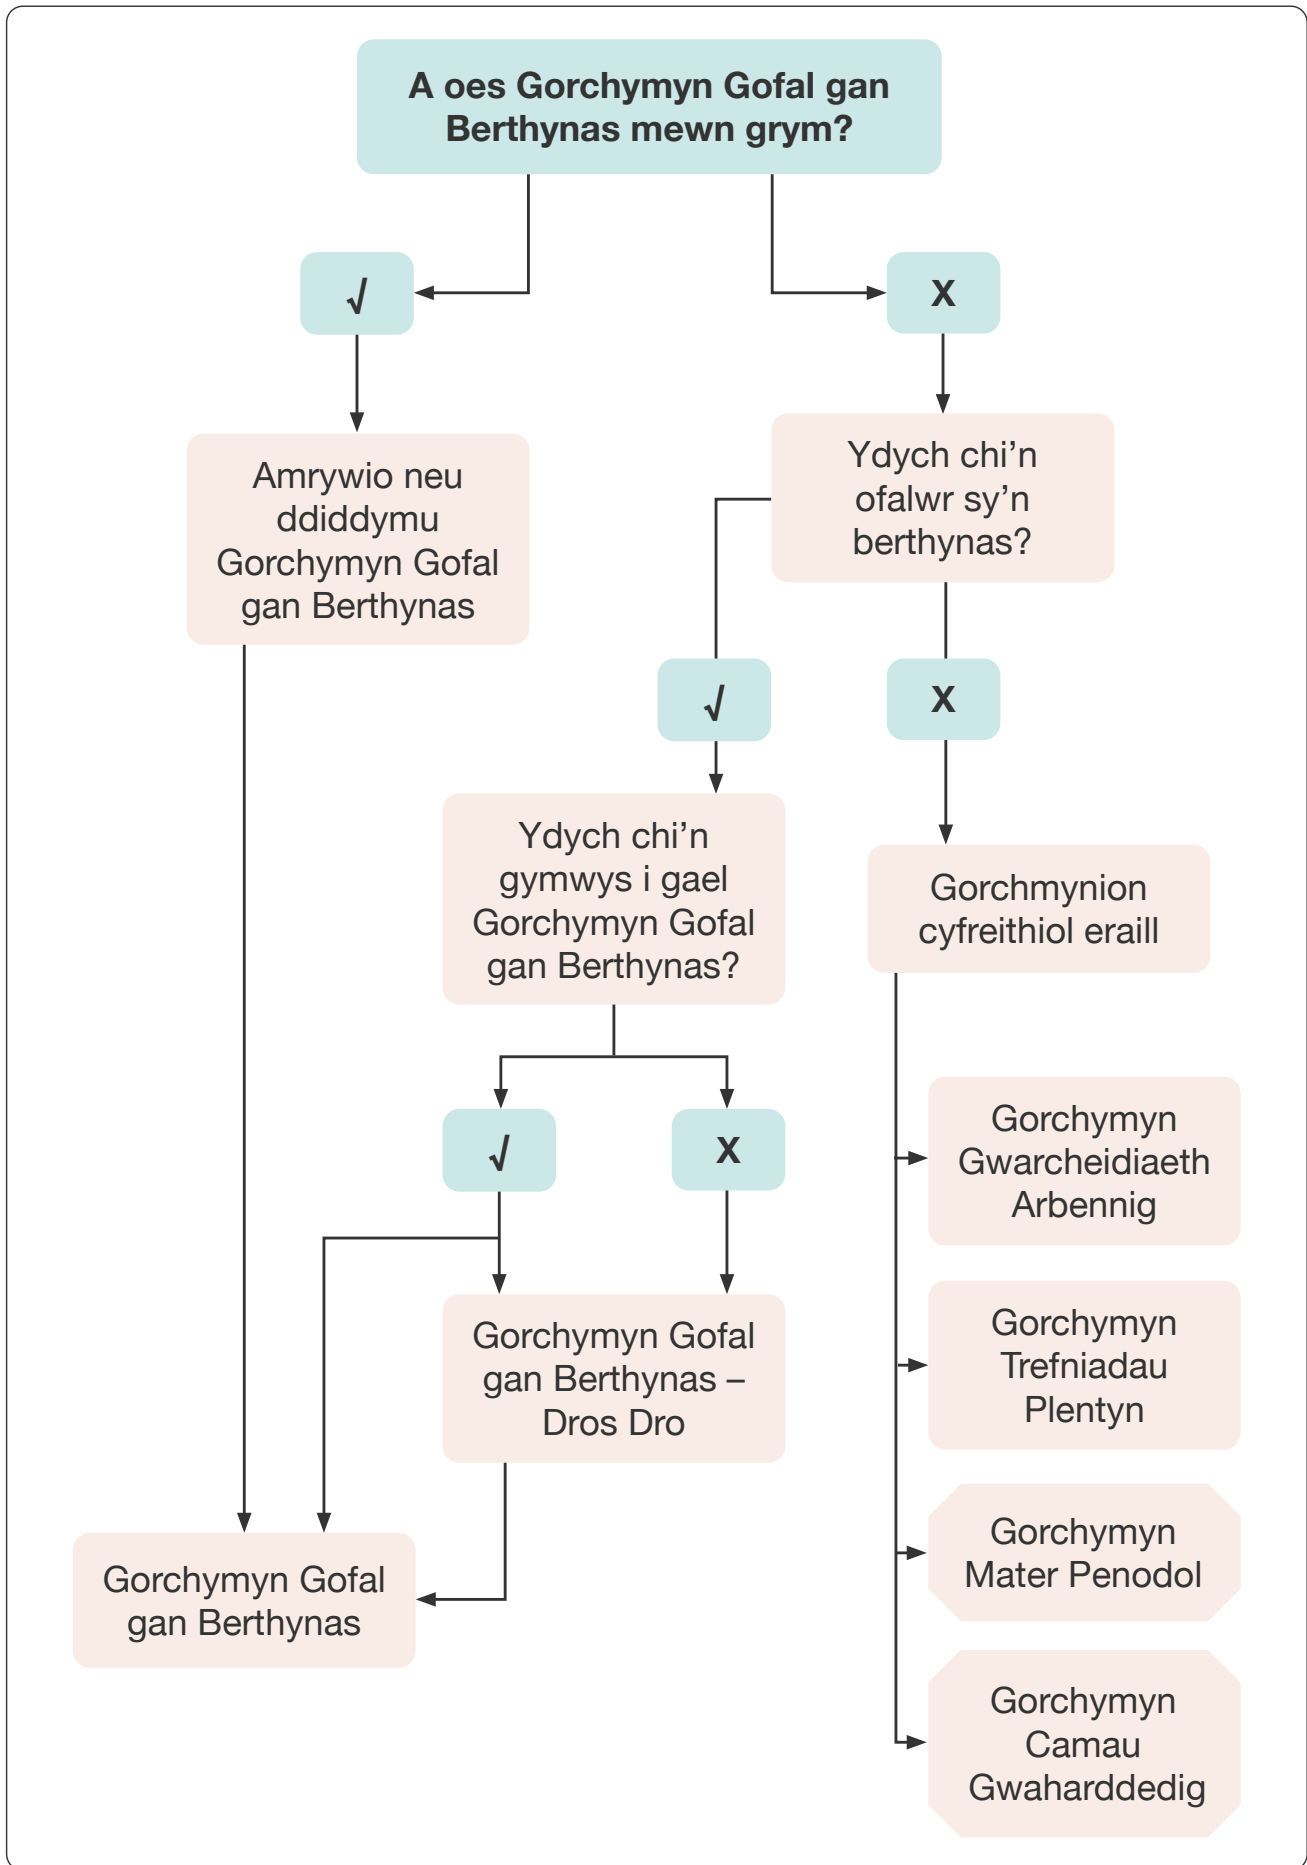 A oes Gorchymyn Gofal gan
Berthynas mewn grym?
√
X
Amrywio neu
ddiddymu
Gorchymyn Gofal
gan Berthynas
Ydych chi’n
ofalwr sy’n
berthynas?
√
X
Ydych chi’n
gymwys i gael
Gorchymyn Gofal
gan Berthynas?
Gorchmynion
cyfreithiol eraill
√
X
Gorchymyn
Gwarcheidiaeth
Arbennig
Gorchymyn Gofal
gan Berthynas –
Dros Dro
Gorchymyn
Trefniadau
Plentyn
Gorchymyn
Mater Penodol
Gorchymyn Gofal
gan Berthynas
Gorchymyn
Camau
Gwaharddedig